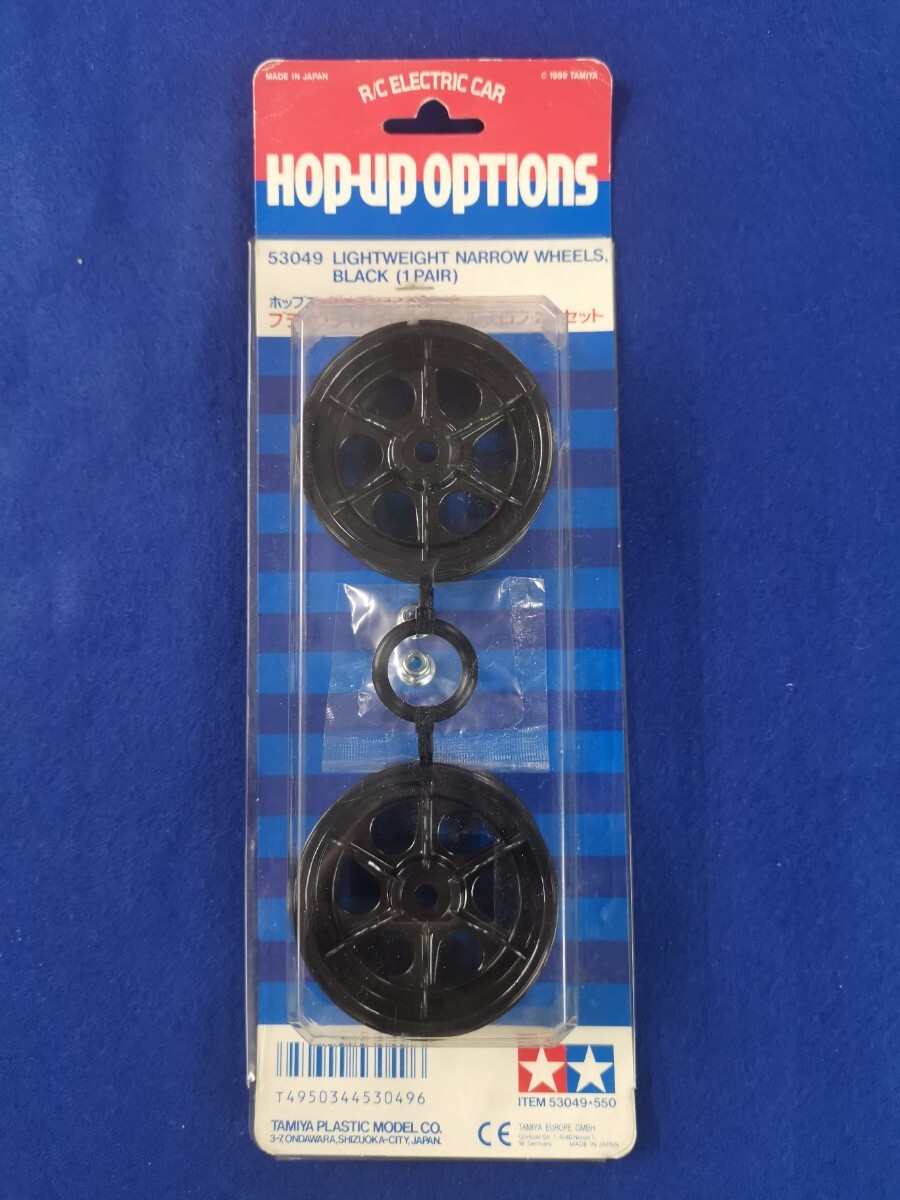 MADE IN JAPAN
© 1989 TAMIYA
R/C ELECTRIC CAR
HOP-UP OPTIONS
53049 LIGHTWEIGHT NARROW WHEELS,
BLACK (1 PAIR)
ホップ
セット
T4950344530496
ITEM 53049•550
TAMIYA PLASTIC MODEL CO.
3-7, ONDAWARA, SHIZUOKA-CITY, JAPAN.
CE
TAMIYA EUROPE GMBH
W. Germany
MADE IN JAPAN